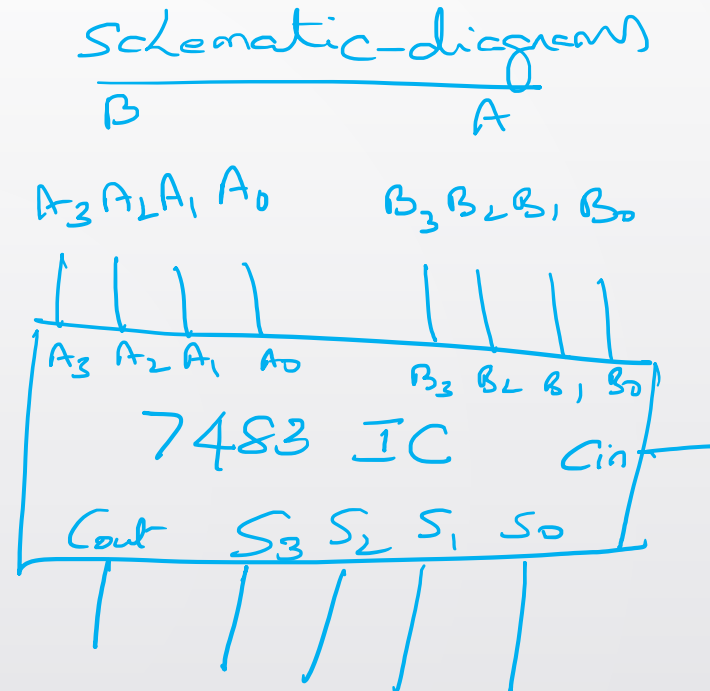 Schematic-diagram
B A
A3 A2 A1 A0 B3 B2 B1 B0
A3 A2 A1 A0 B3 B2 B1 B0
7483 IC Cin
Cout S3 S2 S1 S0